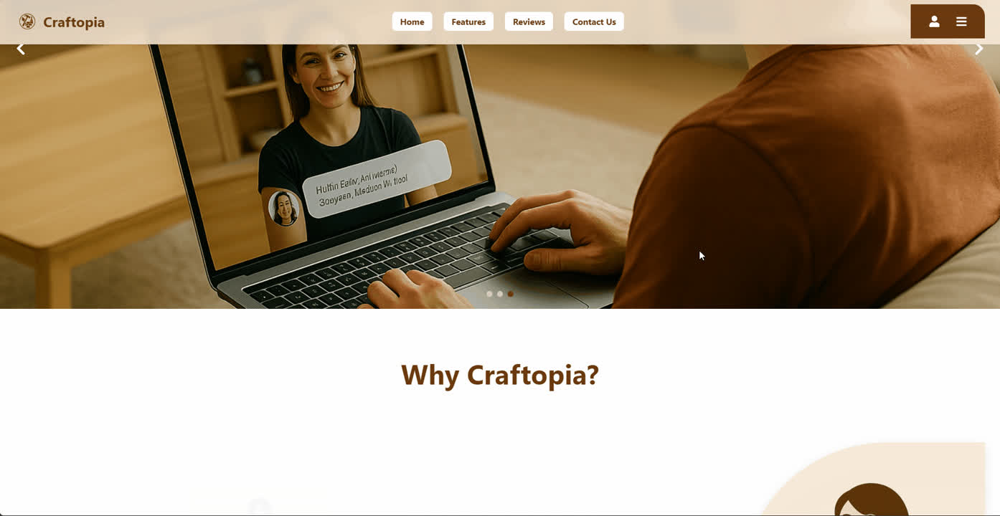 Craftopia
Home
Features
Reviews
Contact Us
Why Craftopia?